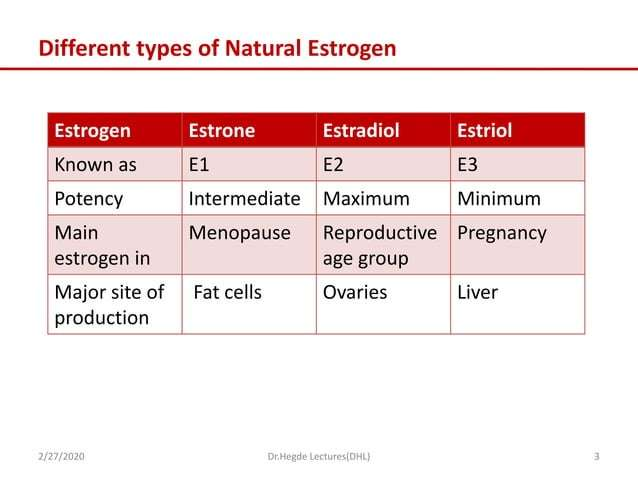 Different types of Natural Estrogen
Estrogen Estrone Estradiol Estriol
Known as E1 E2 E3
Potency Intermediate Maximum Minimum
Main estrogen in Menopause Reproductive age group Pregnancy
Major site of production Fat cells Ovaries Liver
2/27/2020 Dr.Hegde Lectures(DHL) 3